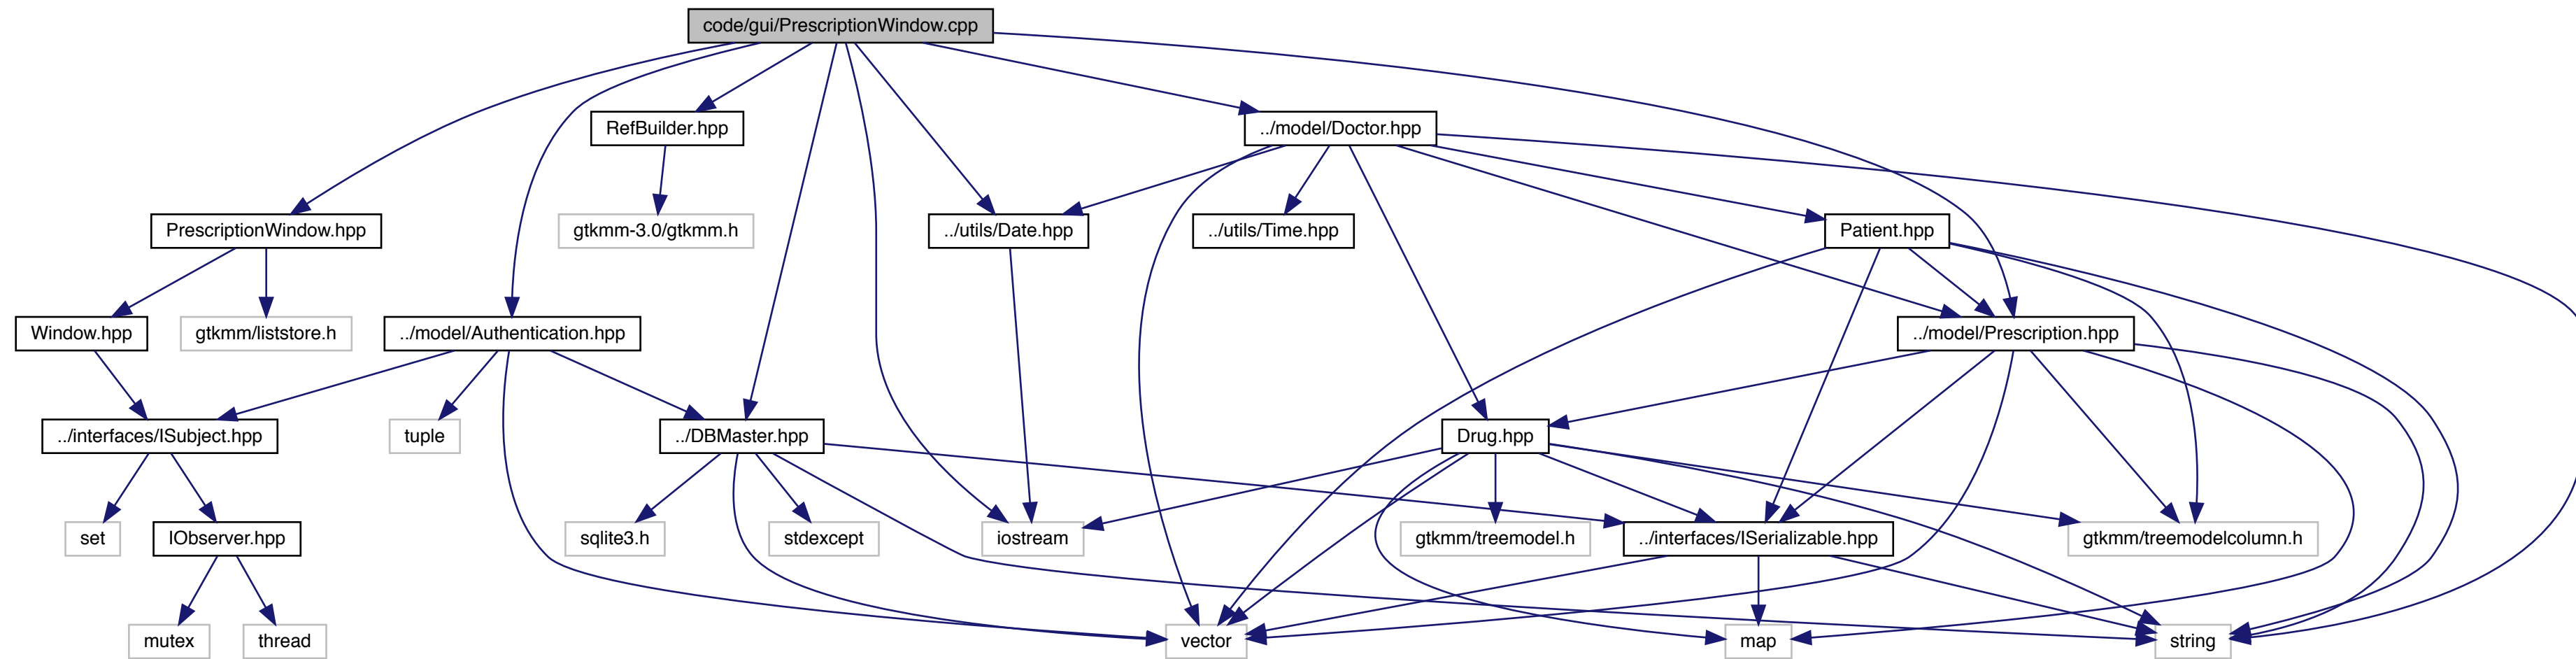 code/gui/PrescriptionWindow.cpp
RefBuilder.hpp
../model/Doctor.hpp
PrescriptionWindow.hpp
gtkmm-3.0/gtkmm.h
../utils/Date.hpp
../utils/Time.hpp
Patient.hpp
Window.hpp
gtkmm/liststore.h
../model/Authentication.hpp
../model/Prescription.hpp
../interfaces/ISubject.hpp
tuple
../DBMaster.hpp
Drug.hpp
set
IObserver.hpp
sqlite3.h
stdexcept
iostream
gtkmm/treemodel.h
../interfaces/ISerializable.hpp
gtkmm/treemodelcolumn.h
mutex
thread
vector
map
string